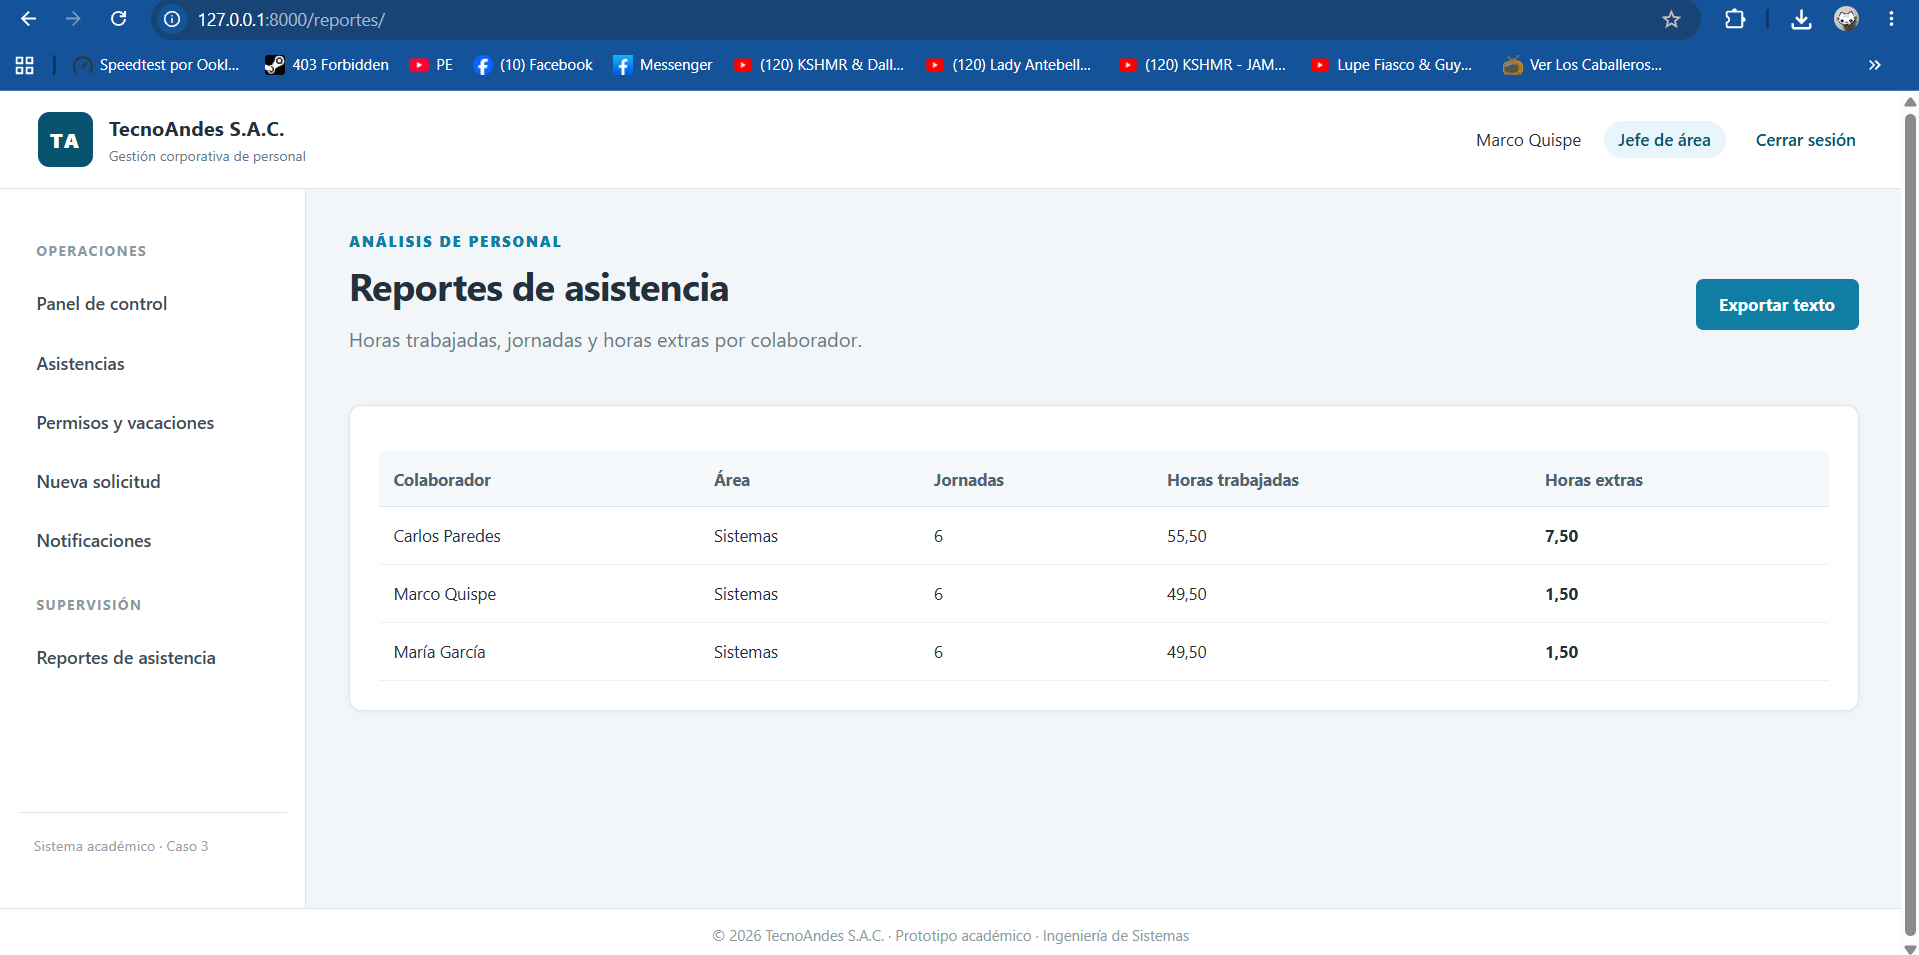 127.0.0.1:8000/reportes/
Speedtest por Ookl... 403 Forbidden PE (10) Facebook Messenger (120) KSHMR & Dall... (120) Lady Antebell... (120) KSHMR - JAM... Lupe Fiasco & Guy... Ver Los Caballeros... »
TA
TecnoAndes S.A.C.
Gestión corporativa de personal
Marco Quispe Jefe de área Cerrar sesión
OPERACIONES
Panel de control
Asistencias
Permisos y vacaciones
Nueva solicitud
Notificaciones
SUPERVISIÓN
Reportes de asistencia
Sistema académico · Caso 3
ANÁLISIS DE PERSONAL
Reportes de asistencia
Horas trabajadas, jornadas y horas extras por colaborador.
Exportar texto
Colaborador Área Jornadas Horas trabajadas Horas extras
Carlos Paredes Sistemas 6 55,50 7,50
Marco Quispe Sistemas 6 49,50 1,50
María García Sistemas 6 49,50 1,50
© 2026 TecnoAndes S.A.C. · Prototipo académico · Ingeniería de Sistemas